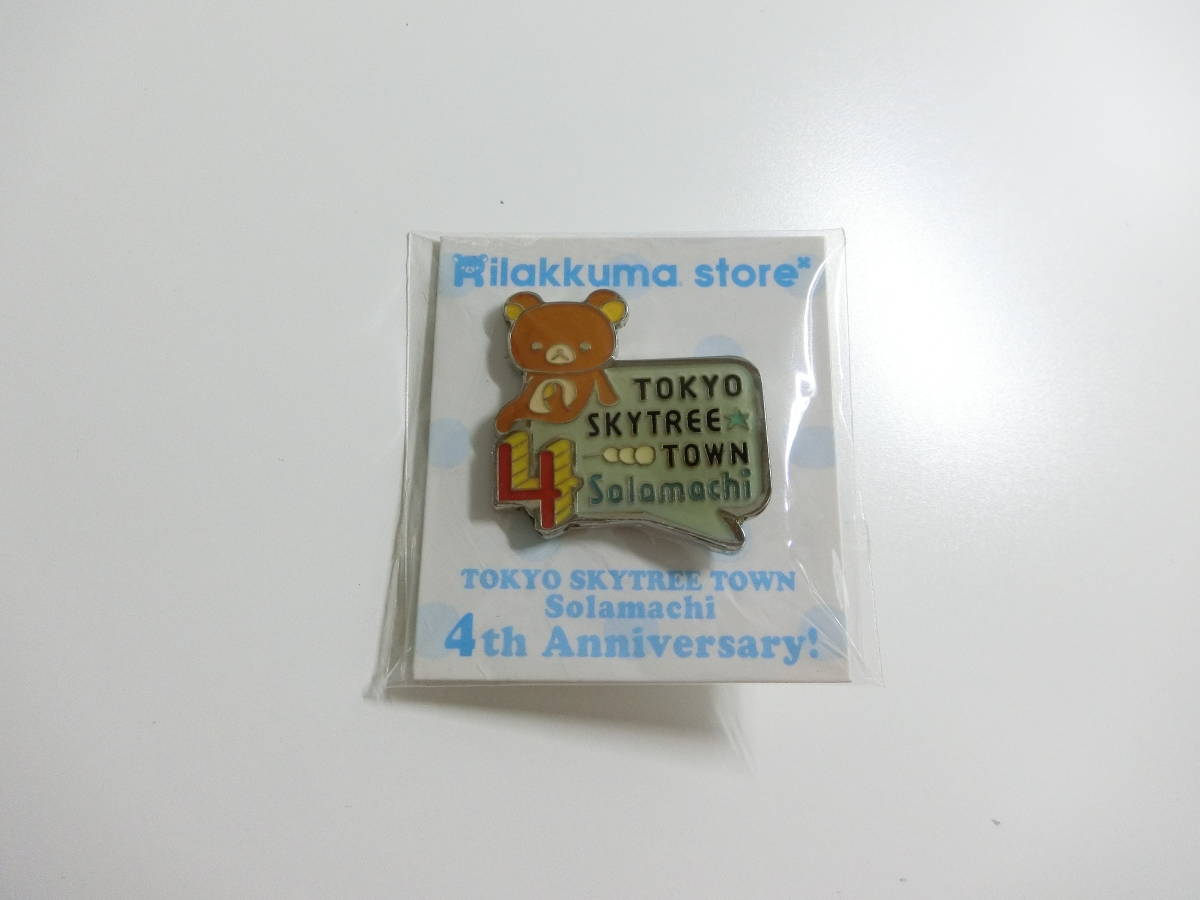 Rilakkuma store
TOKYO
SKYTREE
TOWN
Solamachi
4
TOKYO SKYTREE TOWN
Solamachi
4th Anniversary!